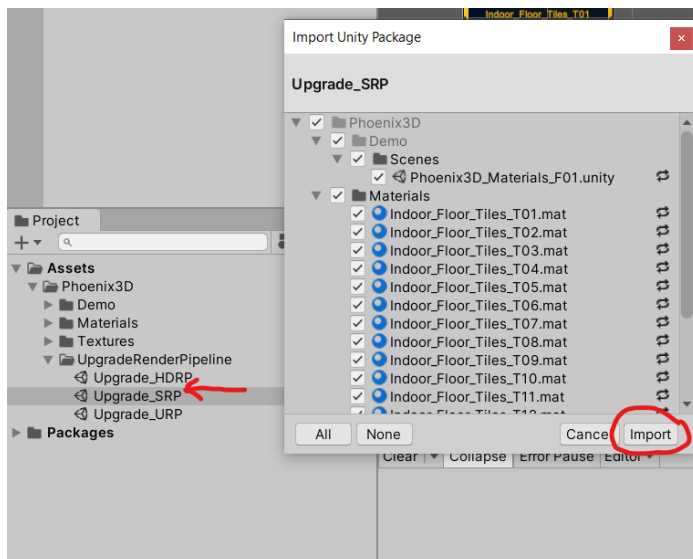 Indoor_Floor_Tiles_T01
Import Unity Package
Upgrade_SRP
Phoenix3D
Demo
Scenes
Phoenix3D_Materials_F01.unity
Materials
Indoor_Floor_Tiles_T01.mat
Indoor_Floor_Tiles_T02.mat
Indoor_Floor_Tiles_T03.mat
Indoor_Floor_Tiles_T04.mat
Indoor_Floor_Tiles_T05.mat
Indoor_Floor_Tiles_T06.mat
Indoor_Floor_Tiles_T07.mat
Indoor_Floor_Tiles_T08.mat
Indoor_Floor_Tiles_T09.mat
Indoor_Floor_Tiles_T10.mat
Indoor_Floor_Tiles_T11.mat
Indoor_Floor_Tiles_T12.mat
All None Cancel Import
Project
Assets
Phoenix3D
Demo
Materials
Textures
UpgradeRenderPipeline
Upgrade_HDRP
Upgrade_SRP
Upgrade_URP
Packages
Clear Collapse Error Pause Editor